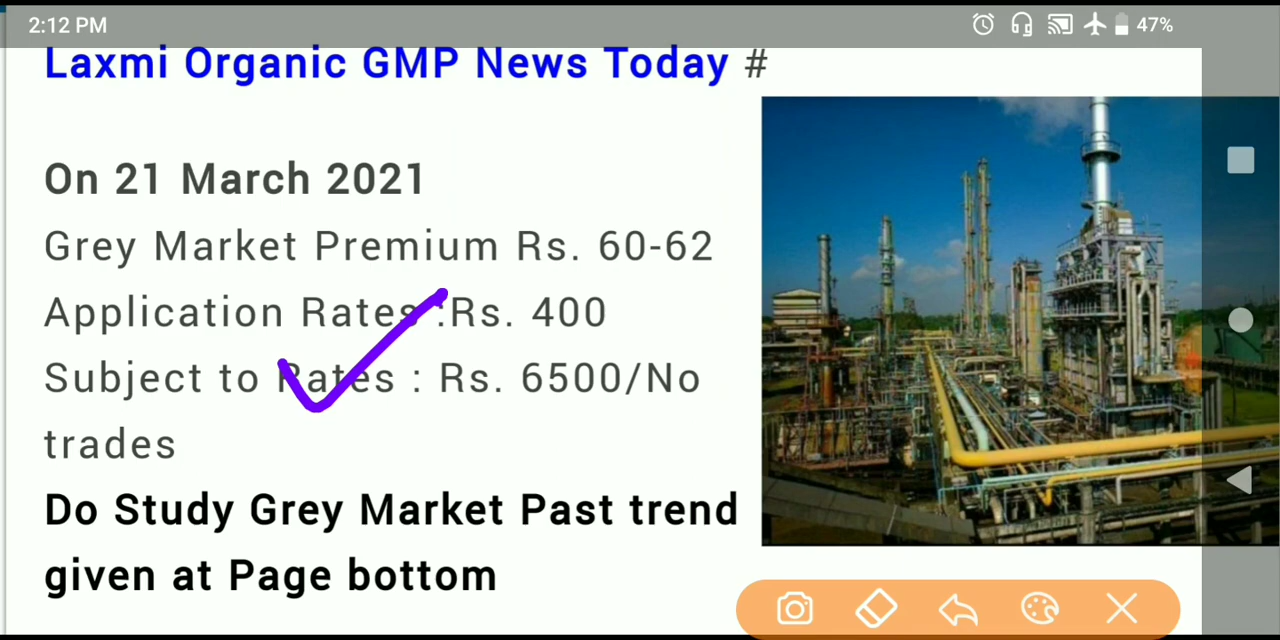 2:12 PM
47%
Laxmi Organic GMP News Today #
On 21 March 2021
Grey Market Premium Rs. 60-62
Application Rates :Rs. 400
Subject to Rates : Rs. 6500/No
trades
Do Study Grey Market Past trend
given at Page bottom